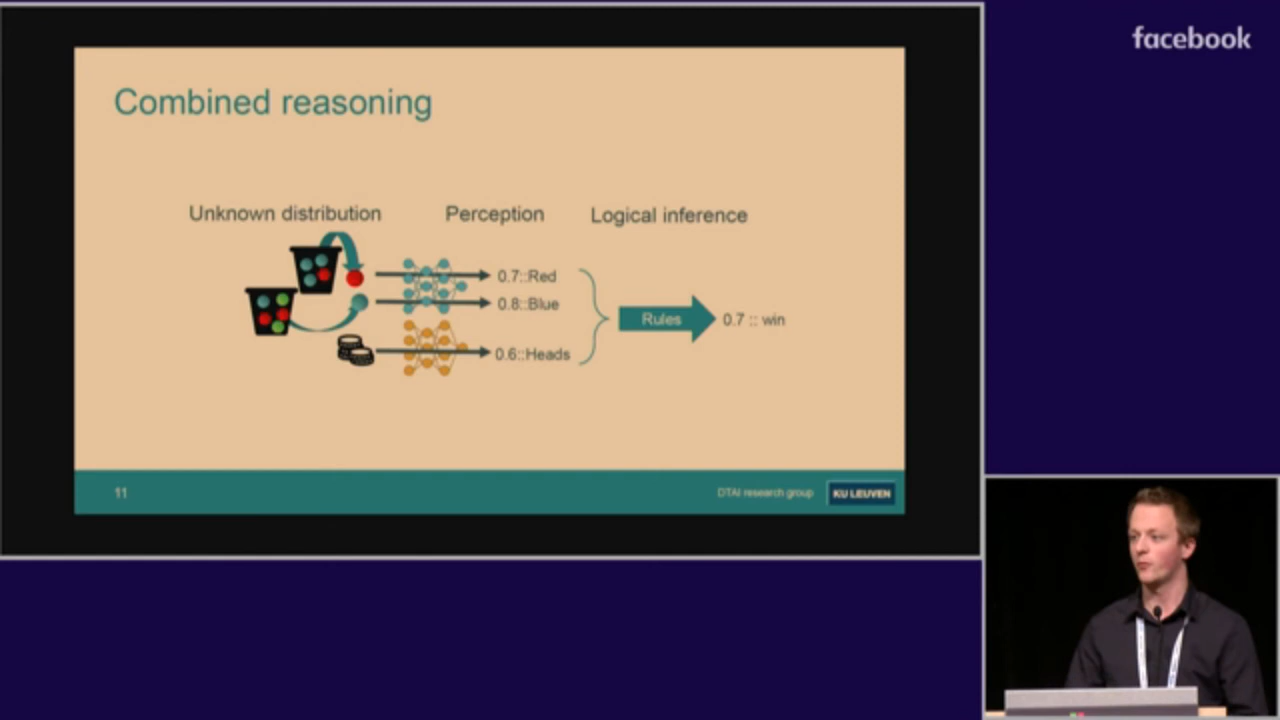 facebook
Combined reasoning
Unknown distribution Perception Logical inference
0.7::Red
0.8::Blue
0.6::Heads
Rules
0.7 :: win
11 DTAI research group KU LEUVEN